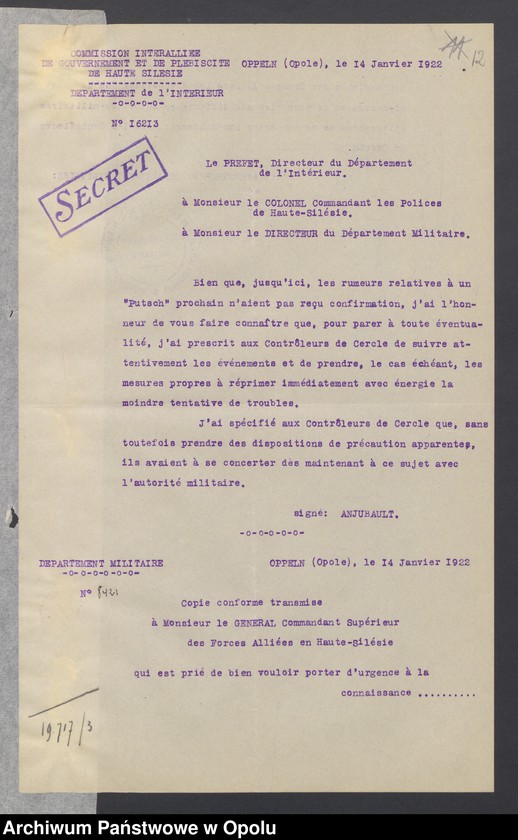 11 12
COMMISSION INTERALLIEE
DE GOUVERNEMENT ET DE PLEBISCITE
DE HAUTE SILESIE
OPPELN (Opole), le 14 Janvier 1922
DEPARTEMENT de l'INTERIEUR
-o-o-o-o-
N° I62I3
SECRET
Le PREFET, Directeur du Département
de l'Intérieur.
à Monsieur le COLONEL Commandant les Polices
de Haute-Silésie.
à Monsieur le DIRECTEUR du Département Militaire.
Bien que, jusqu'ici, les rumeurs relatives à un
"Putsch" prochain n'aient pas reçu confirmation, j'ai l'hon-
neur de vous faire connaître que, pour parer à toute éventua-
lité, j'ai prescrit aux Contrôleurs de Cercle de suivre at-
tentivement les événements et de prendre, le cas échéant, les
mesures propres à réprimer immédiatement avec énergie la
moindre tentative de troubles.
J'ai spécifié aux Contrôleurs de Cercle que, sans
toutefois prendre des dispositions de précaution apparentes,
ils avaient à se concerter dès maintenant à ce sujet avec
l'autorité militaire.
signé: ANJUBAULT.
-o-o-o-o-o-
DEPARTEMENT MILITAIRE
-o-o-o-o-o-o-
OPPELN (Opole), le I4 Janvier 1922
N°
Copie conforme transmise
à Monsieur le GENERAL Commandant Supérieur
des Forces Alliées en Haute-Silésie
qui est prié de bien vouloir porter d'urgence à la
connaissance ..........
19.717/3
Archiwum Państwowe w Opolu